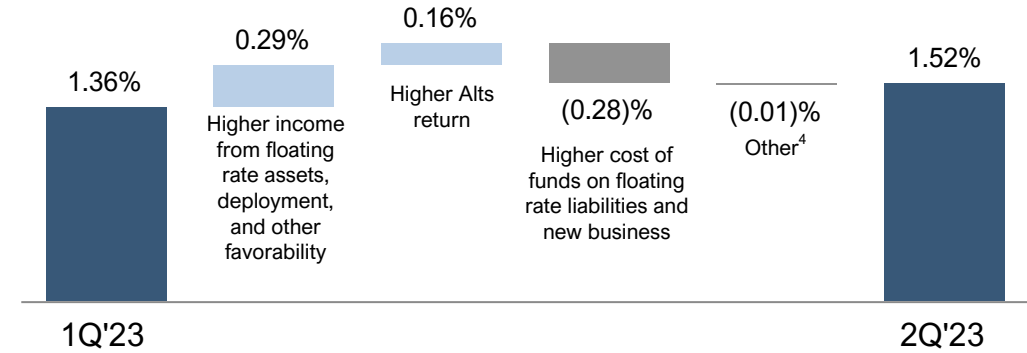 1.36%
0.29%
Higher income
from floating
rate assets,
deployment,
and other
favorability
0.16%
Higher Alts
return
(0.28)%
Higher cost of
funds on floating
rate liabilities and
new business
(0.01)%
Other⁴
1.52%
1Q'23
2Q'23